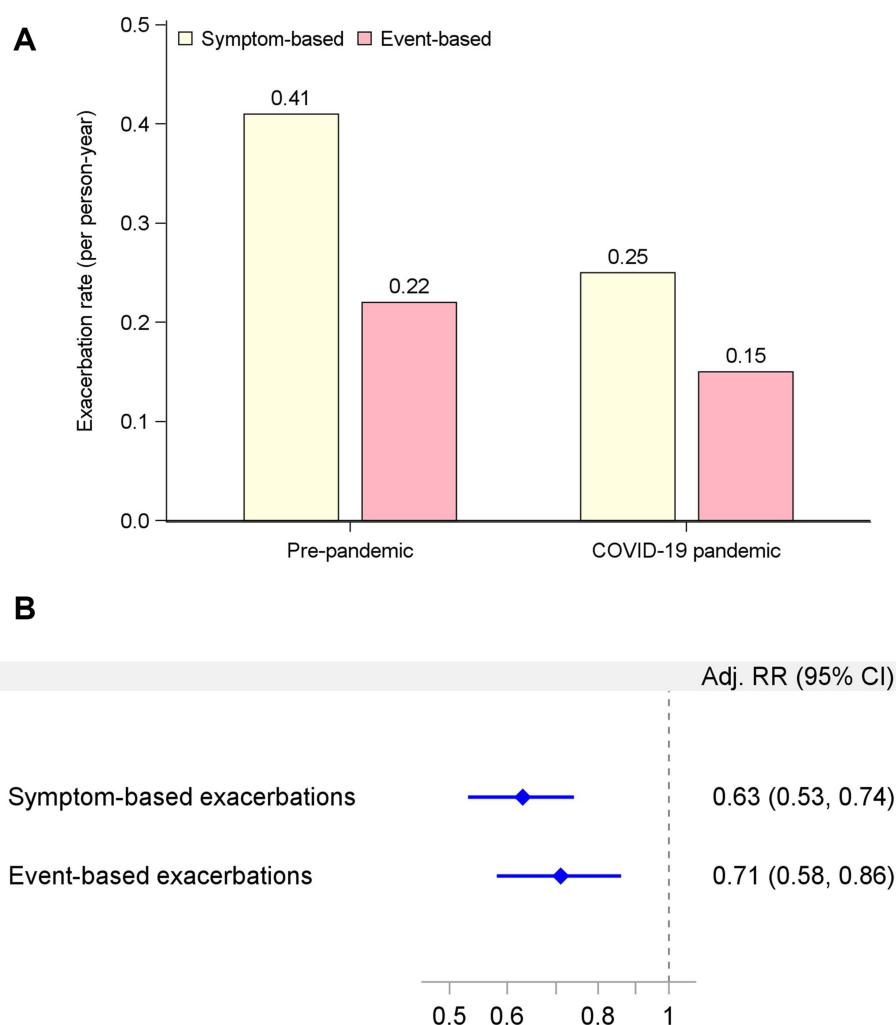 A
Symptom-based Event-based
Exacerbation rate (per person-year)
0.5
0.4
0.3
0.2
0.1
0.0
0.41
0.22
0.25
0.15
Pre-pandemic COVID-19 pandemic
B
Adj. RR (95% CI)
Symptom-based exacerbations 0.63 (0.53, 0.74)
Event-based exacerbations 0.71 (0.58, 0.86)
0.5 0.6 0.8 1